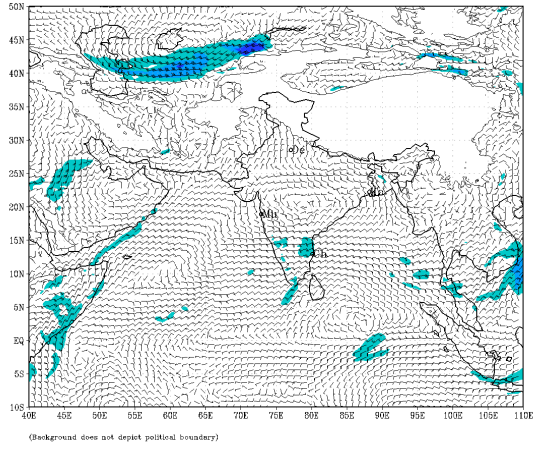 50N
45N
40N
35N
30N
25N
20N
15N
10N
5N
EQ
5S
10S
40E 45E 50E 55E 60E 65E 70E 75E 80E 85E 90E 95E 100E 105E 110E
(Background does not depict political boundary)